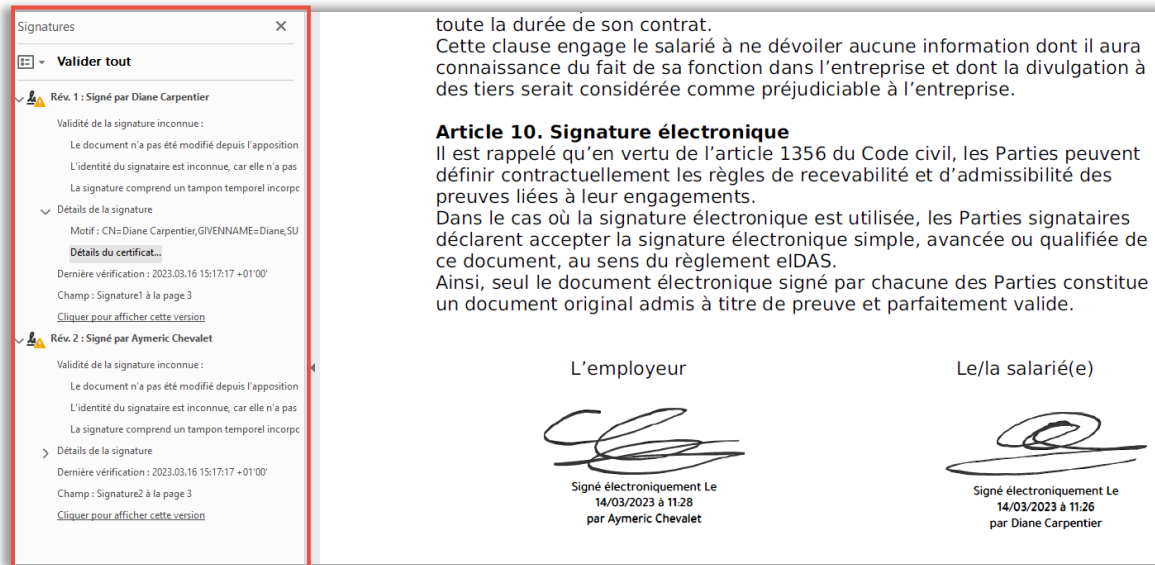 Signatures
Valider tout
Rév. 1 : Signé par Diane Carpentier
Validité de la signature inconnue :
Le document n'a pas été modifié depuis l'apposition
L'identité du signataire est inconnue, car elle n'a pas
La signature comprend un tampon temporel incorpo
Détails de la signature
Motif : CN=Diane Carpentier,GIVENNAME=Diane,SU
Détails du certificat...
Dernière vérification : 2023.03.16 15:17:17 +01'00'
Champ : Signature1 à la page 3
Cliquer pour afficher cette version
Rév. 2 : Signé par Aymeric Chevalet
Validité de la signature inconnue :
Le document n'a pas été modifié depuis l'apposition
L'identité du signataire est inconnue, car elle n'a pas
La signature comprend un tampon temporel incorpo
Détails de la signature
Dernière vérification : 2023.03.16 15:17:17 +01'00'
Champ : Signature2 à la page 3
Cliquer pour afficher cette version
toute la durée de son contrat.
Cette clause engage le salarié à ne dévoiler aucune information dont il aura
connaissance du fait de sa fonction dans l'entreprise et dont la divulgation à
des tiers serait considérée comme préjudiciable à l'entreprise.
Article 10. Signature électronique
Il est rappelé qu'en vertu de l'article 1356 du Code civil, les Parties peuvent
définir contractuellement les règles de recevabilité et d'admissibilité des
preuves liées à leur engagements.
Dans le cas où la signature électronique est utilisée, les Parties signataires
déclarent accepter la signature électronique simple, avancée ou qualifiée de
ce document, au sens du règlement eIDAS.
Ainsi, seul le document électronique signé par chacune des Parties constitue
un document original admis à titre de preuve et parfaitement valide.
L'employeur
Signé électroniquement Le
14/03/2023 à 11:28
par Aymeric Chevalet
Le/la salarié(e)
Signé électroniquement Le
14/03/2023 à 11:26
par Diane Carpentier